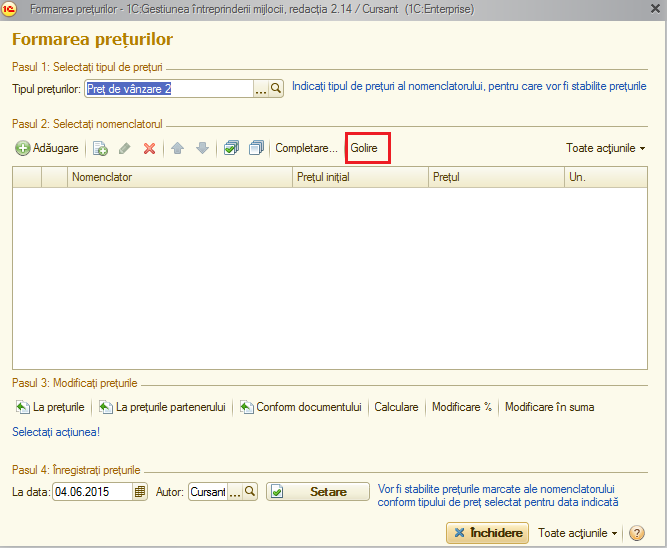 Formarea prețurilor - 1C:Gestiunea întreprinderii mijlocii, redacția 2.14 / Cursant (1C:Enterprise)
Formarea prețurilor
Pasul 1: Selectați tipul de prețuri
Tipul prețurilor: Preț de vânzare 2 ... Indicați tipul de prețuri al nomenclatorului, pentru care vor fi stabilite prețurile
Pasul 2: Selectați nomenclatorul
Adăugare Completare... Golire Toate acțiunile
Nomenclator Prețul inițial Prețul Un.
Pasul 3: Modificați prețurile
La prețurile La prețurile partenerului Conform documentului Calculare Modificare % Modificare în suma
Selectați acțiunea!
Pasul 4: Înregistrați prețurile
La data: 04.06.2015 Autor: Cursant ... Setare Vor fi stabilite prețurile marcate ale nomenclatorului
conform tipului de preț selectat pentru data indicată
Închidere Toate acțiunile ?